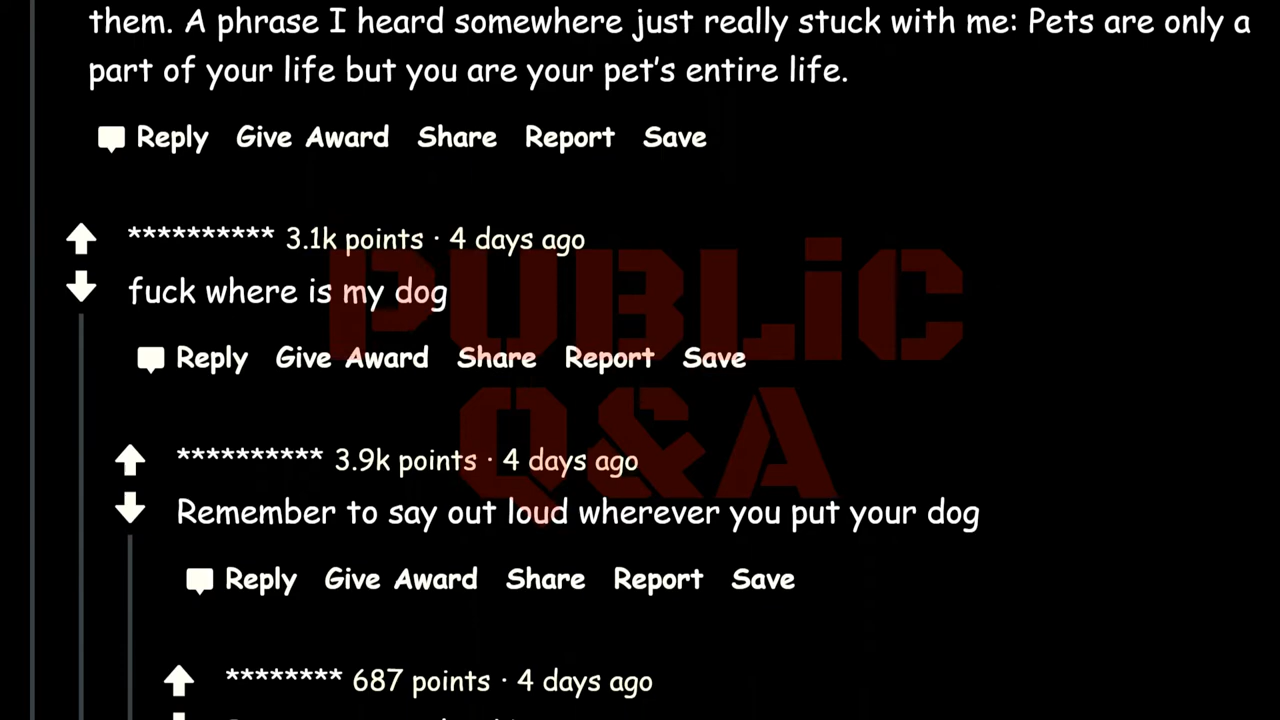 them. A phrase I heard somewhere just really stuck with me: Pets are only a
part of your life but you are your pet's entire life.
Reply Give Award Share Report Save
********** 3.1k points · 4 days ago
fuck where is my dog
Reply Give Award Share Report Save
********** 3.9k points · 4 days ago
Remember to say out loud wherever you put your dog
Reply Give Award Share Report Save
******** 687 points · 4 days ago
PUBLiC
Q&A